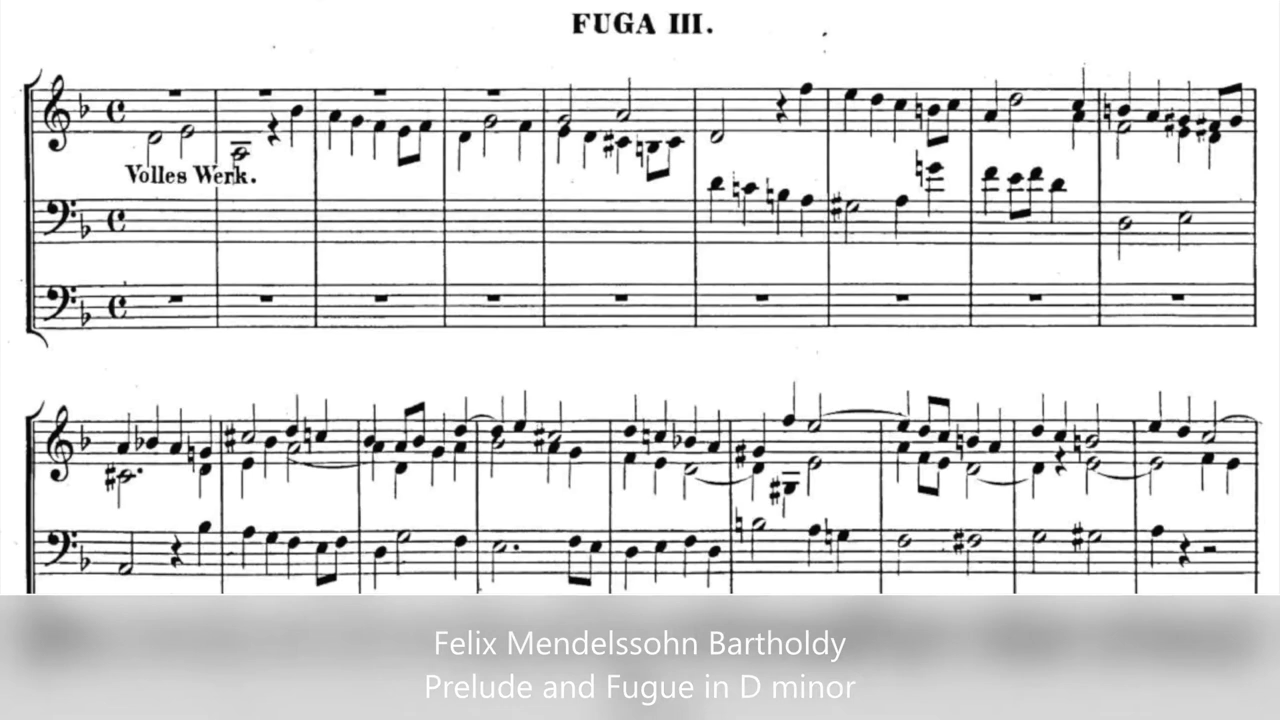 FUGA III.
Volles Werk.
Felix Mendelssohn Bartholdy
Prelude and Fugue in D minor